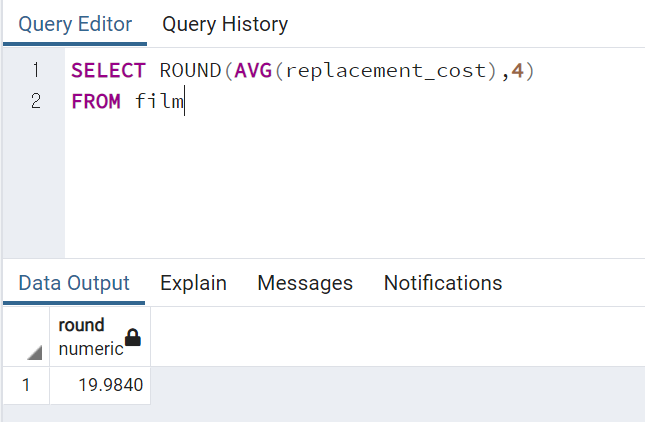 Query Editor Query History
1 SELECT ROUND(AVG(replacement_cost),4)
2 FROM film
Data Output Explain Messages Notifications
round
numeric
1 19.9840